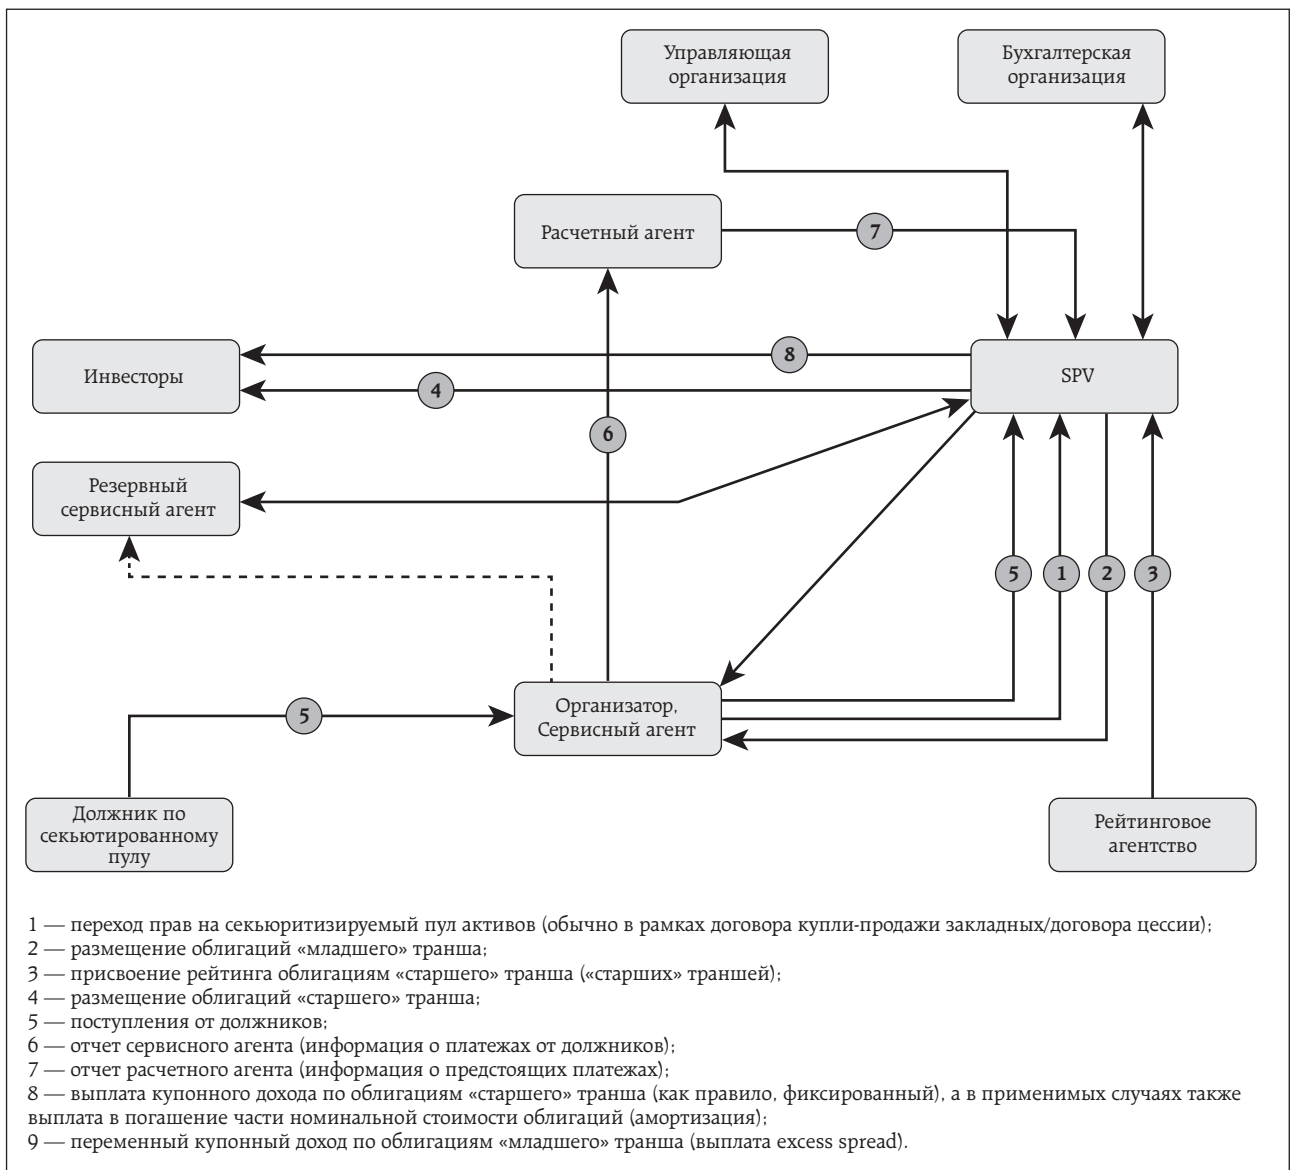 Управляющая
организация
Бухгалтерская
организация
Расчетный агент
7
Инвесторы
8
4
SPV
6
Резервный
сервисный агент
5
1
2
3
Организатор,
Сервисный агент
5
Должник по
секьютированному
пулу
Рейтинговое
агентство
1 — переход прав на секьюритизируемый пул активов (обычно в рамках договора купли-продажи закладных/договора цессии);
2 — размещение облигаций «младшего» транша;
3 — присвоение рейтинга облигациям «старшего» транша («старших» траншей);
4 — размещение облигаций «старшего» транша;
5 — поступления от должников;
6 — отчет сервисного агента (информация о платежах от должников);
7 — отчет расчетного агента (информация о предстоящих платежах);
8 — выплата купонного дохода по облигациям «старшего» транша (как правило, фиксированный), а в применимых случаях также
выплата в погашение части номинальной стоимости облигаций (амортизация);
9 — переменный купонный доход по облигациям «младшего» транша (выплата excess spread).